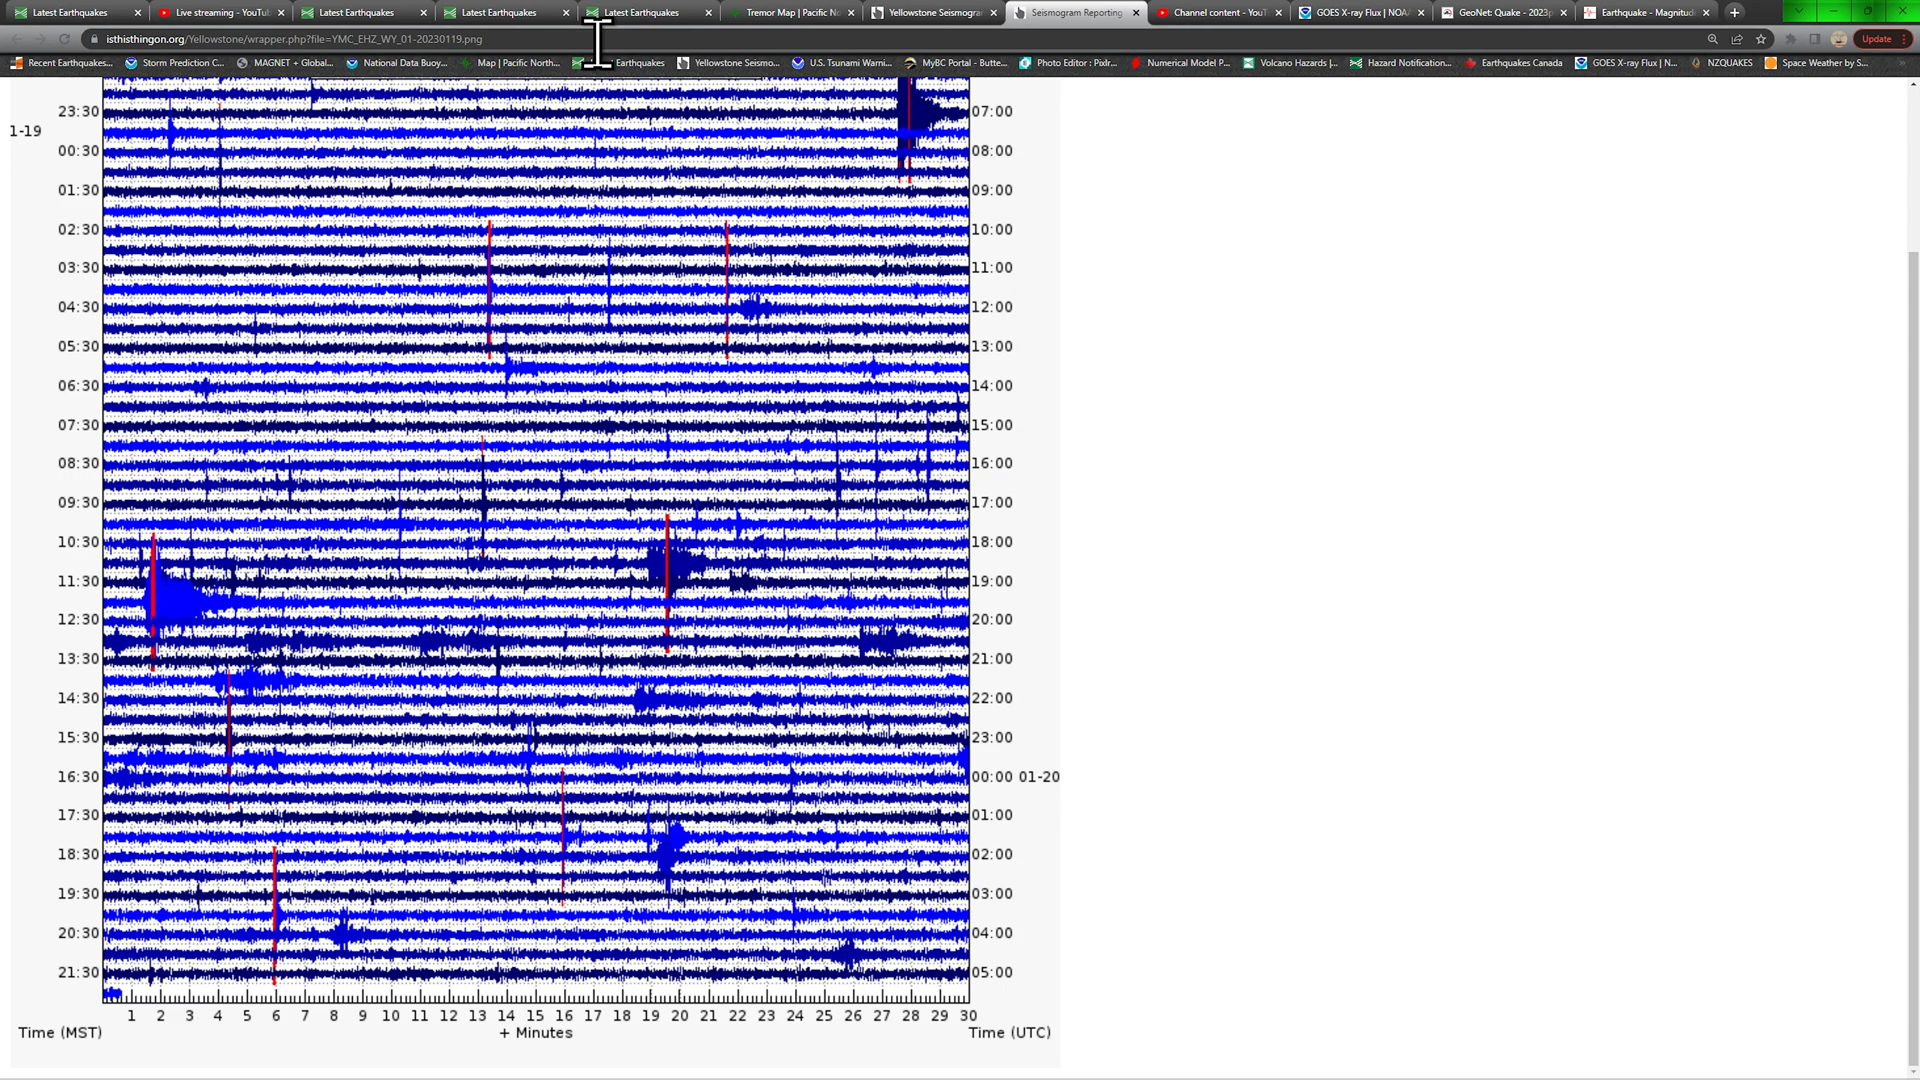 Latest Earthquakes
Live streaming - YouTu
Latest Earthquakes
Latest Earthquakes
Latest Earthquakes
Tremor Map | Pacific No
Yellowstone Seismogra
Seismogram Reporting
Channel content - YouT
GOES X-ray Flux | NOA
GeoNet: Quake - 2023p
Earthquake - Magnitud
isthisthingon.org/Yellowstone/wrapper.php?file=YMC_EHZ_WY_01-20230119.png
Update
Recent Earthquakes...
Storm Prediction C...
MAGNET + Global...
National Data Buoy...
Map | Pacific North...
Earthquakes
Yellowstone Seismo...
U.S. Tsunami Warni...
MyBC Portal - Butte...
Photo Editor : Pixlr...
Numerical Model P...
Volcano Hazards |...
Hazard Notification...
Earthquakes Canada
GOES X-ray Flux | N...
NZQUAKES
Space Weather by S...
23:30 07:00
1-19
00:30 08:00
01:30 09:00
02:30 10:00
03:30 11:00
04:30 12:00
05:30 13:00
06:30 14:00
07:30 15:00
08:30 16:00
09:30 17:00
10:30 18:00
11:30 19:00
12:30 20:00
13:30 21:00
14:30 22:00
15:30 23:00
16:30 00:00 01-20
17:30 01:00
18:30 02:00
19:30 03:00
20:30 04:00
21:30 05:00
1 2 3 4 5 6 7 8 9 10 11 12 13 14 15 16 17 18 19 20 21 22 23 24 25 26 27 28 29 30
Time (MST) + Minutes Time (UTC)